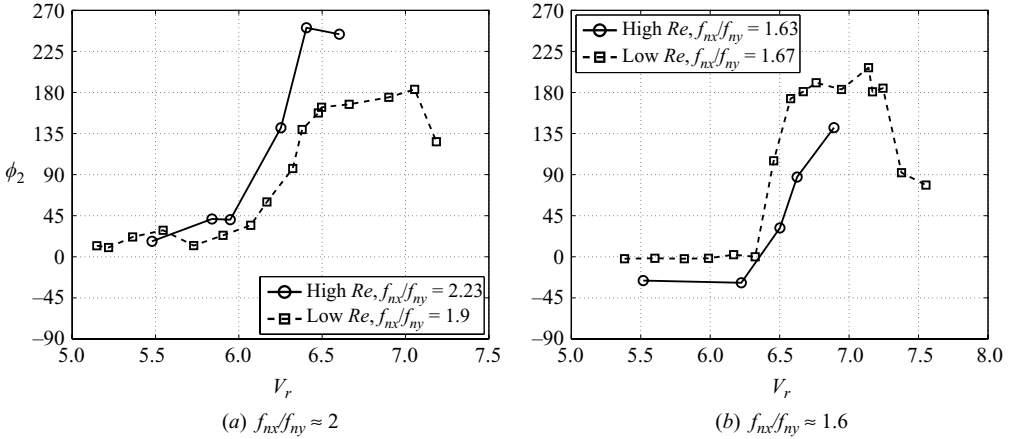 270
225
180
135
90
45
0
–45
–90
ϕ2
5.0 5.5 6.0 6.5 7.0 7.5
Vr
High Re, fnx/fny = 2.23
Low Re, fnx/fny = 1.9
(a) fnx/fny ≈ 2
270
225
180
135
90
45
0
–45
–90
5.0 5.5 6.0 6.5 7.0 7.5 8.0
Vr
High Re, fnx/fny = 1.63
Low Re, fnx/fny = 1.67
(b) fnx/fny ≈ 1.6